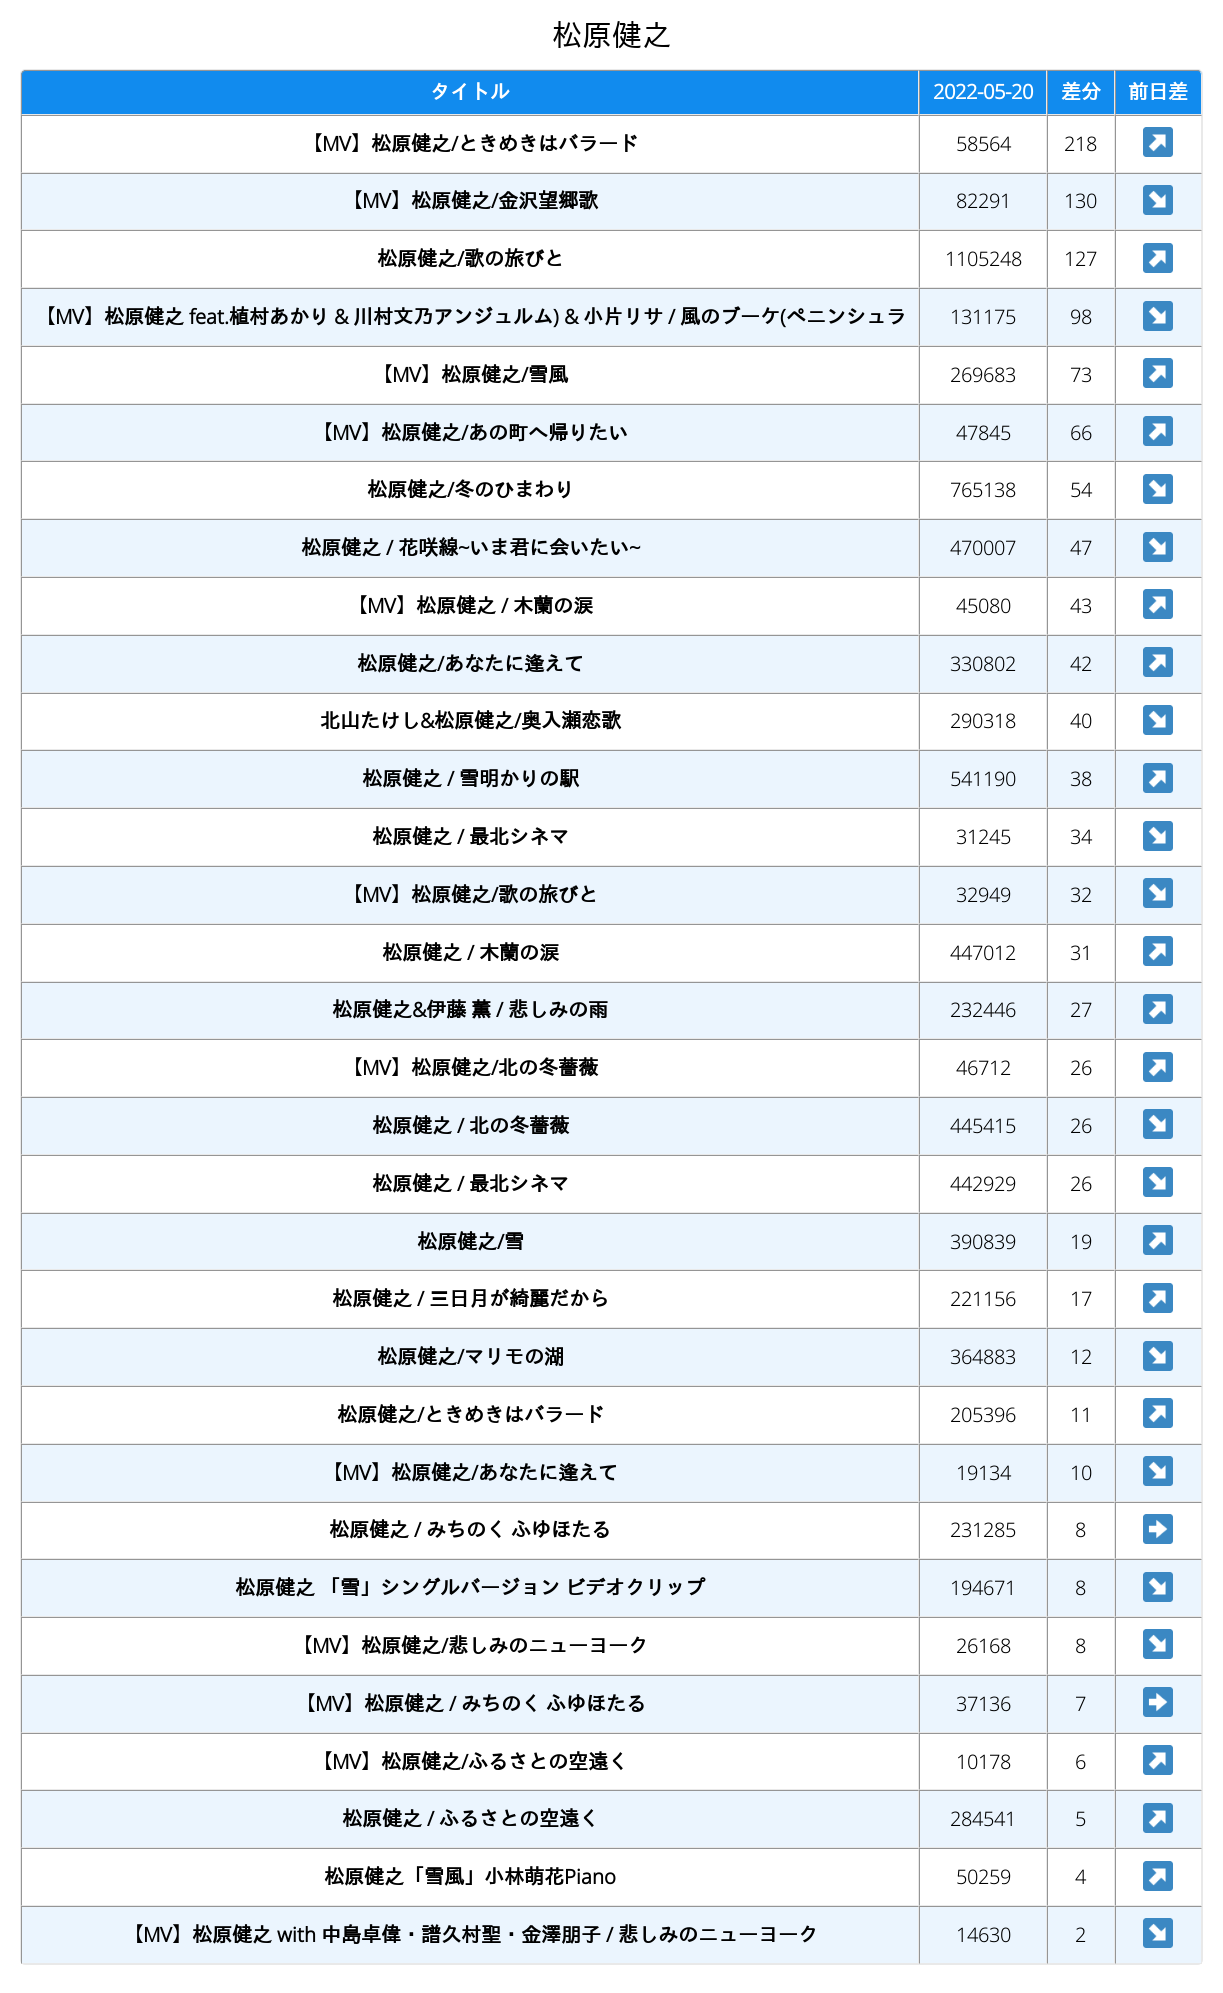 松原健之
タイトル 2022-05-20 差分 前日差
【MV】松原健之/ときめきはバラード 58564 218
【MV】松原健之/金沢望郷歌 82291 130
松原健之/歌の旅びと 1105248 127
【MV】松原健之 feat.植村あかり & 川村文乃アンジュルム) & 小片リサ / 風のブーケ(ペニンシュラ 131175 98
【MV】松原健之/雪風 269683 73
【MV】松原健之/あの町へ帰りたい 47845 66
松原健之/冬のひまわり 765138 54
松原健之 / 花咲線~いま君に会いたい~ 470007 47
【MV】松原健之 / 木蘭の涙 45080 43
松原健之/あなたに逢えて 330802 42
北山たけし&松原健之/奥入瀬恋歌 290318 40
松原健之 / 雪明かりの駅 541190 38
松原健之 / 最北シネマ 31245 34
【MV】松原健之/歌の旅びと 32949 32
松原健之 / 木蘭の涙 447012 31
松原健之&伊藤 薫 / 悲しみの雨 232446 27
【MV】松原健之/北の冬薔薇 46712 26
松原健之 / 北の冬薔薇 445415 26
松原健之 / 最北シネマ 442929 26
松原健之/雪 390839 19
松原健之 / 三日月が綺麗だから 221156 17
松原健之/マリモの湖 364883 12
松原健之/ときめきはバラード 205396 11
【MV】松原健之/あなたに逢えて 19134 10
松原健之 / みちのく ふゆほたる 231285 8
松原健之 「雪」シングルバージョン ビデオクリップ 194671 8
【MV】松原健之/悲しみのニューヨーク 26168 8
【MV】松原健之 / みちのく ふゆほたる 37136 7
【MV】松原健之/ふるさとの空遠く 10178 6
松原健之 / ふるさとの空遠く 284541 5
松原健之「雪風」小林萌花Piano 50259 4
【MV】松原健之 with 中島卓偉・譜久村聖・金澤朋子 / 悲しみのニューヨーク 14630 2